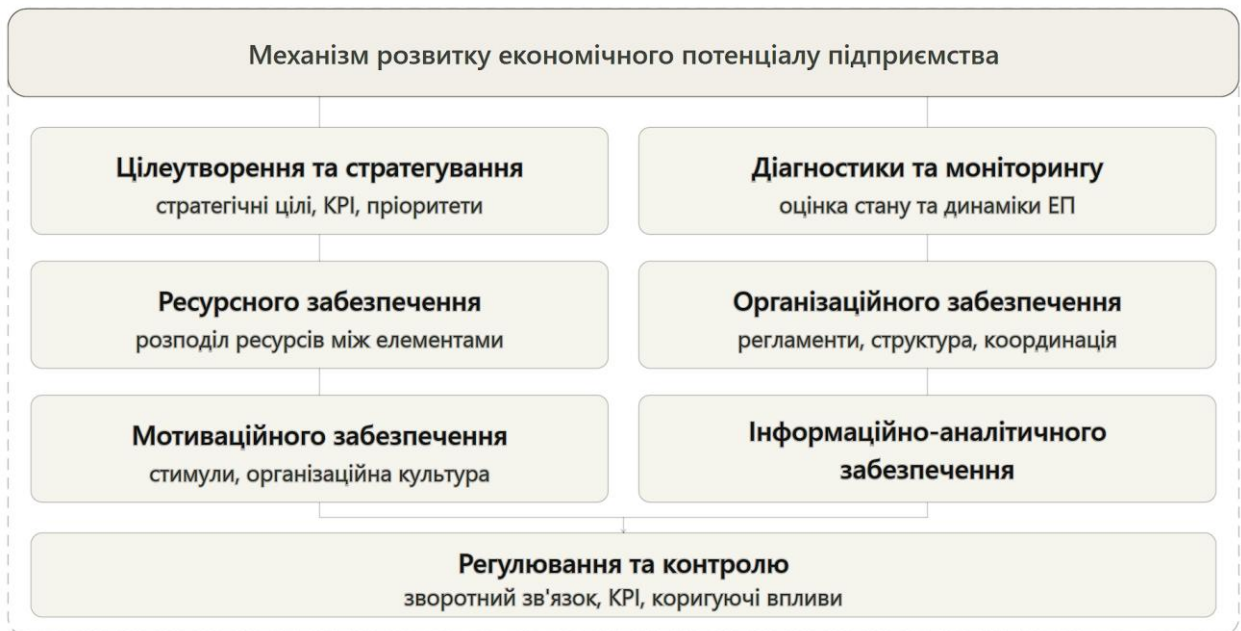 Механізм розвитку економічного потенціалу підприємства
Цілеутворення та стратегування
стратегічні цілі, KPI, пріоритети
Діагностики та моніторингу
оцінка стану та динаміки ЕП
Ресурсного забезпечення
розподіл ресурсів між елементами
Організаційного забезпечення
регламенти, структура, координація
Мотиваційного забезпечення
стимули, організаційна культура
Інформаційно-аналітичного
забезпечення
Регулювання та контролю
зворотний зв'язок, KPI, коригуючі впливи